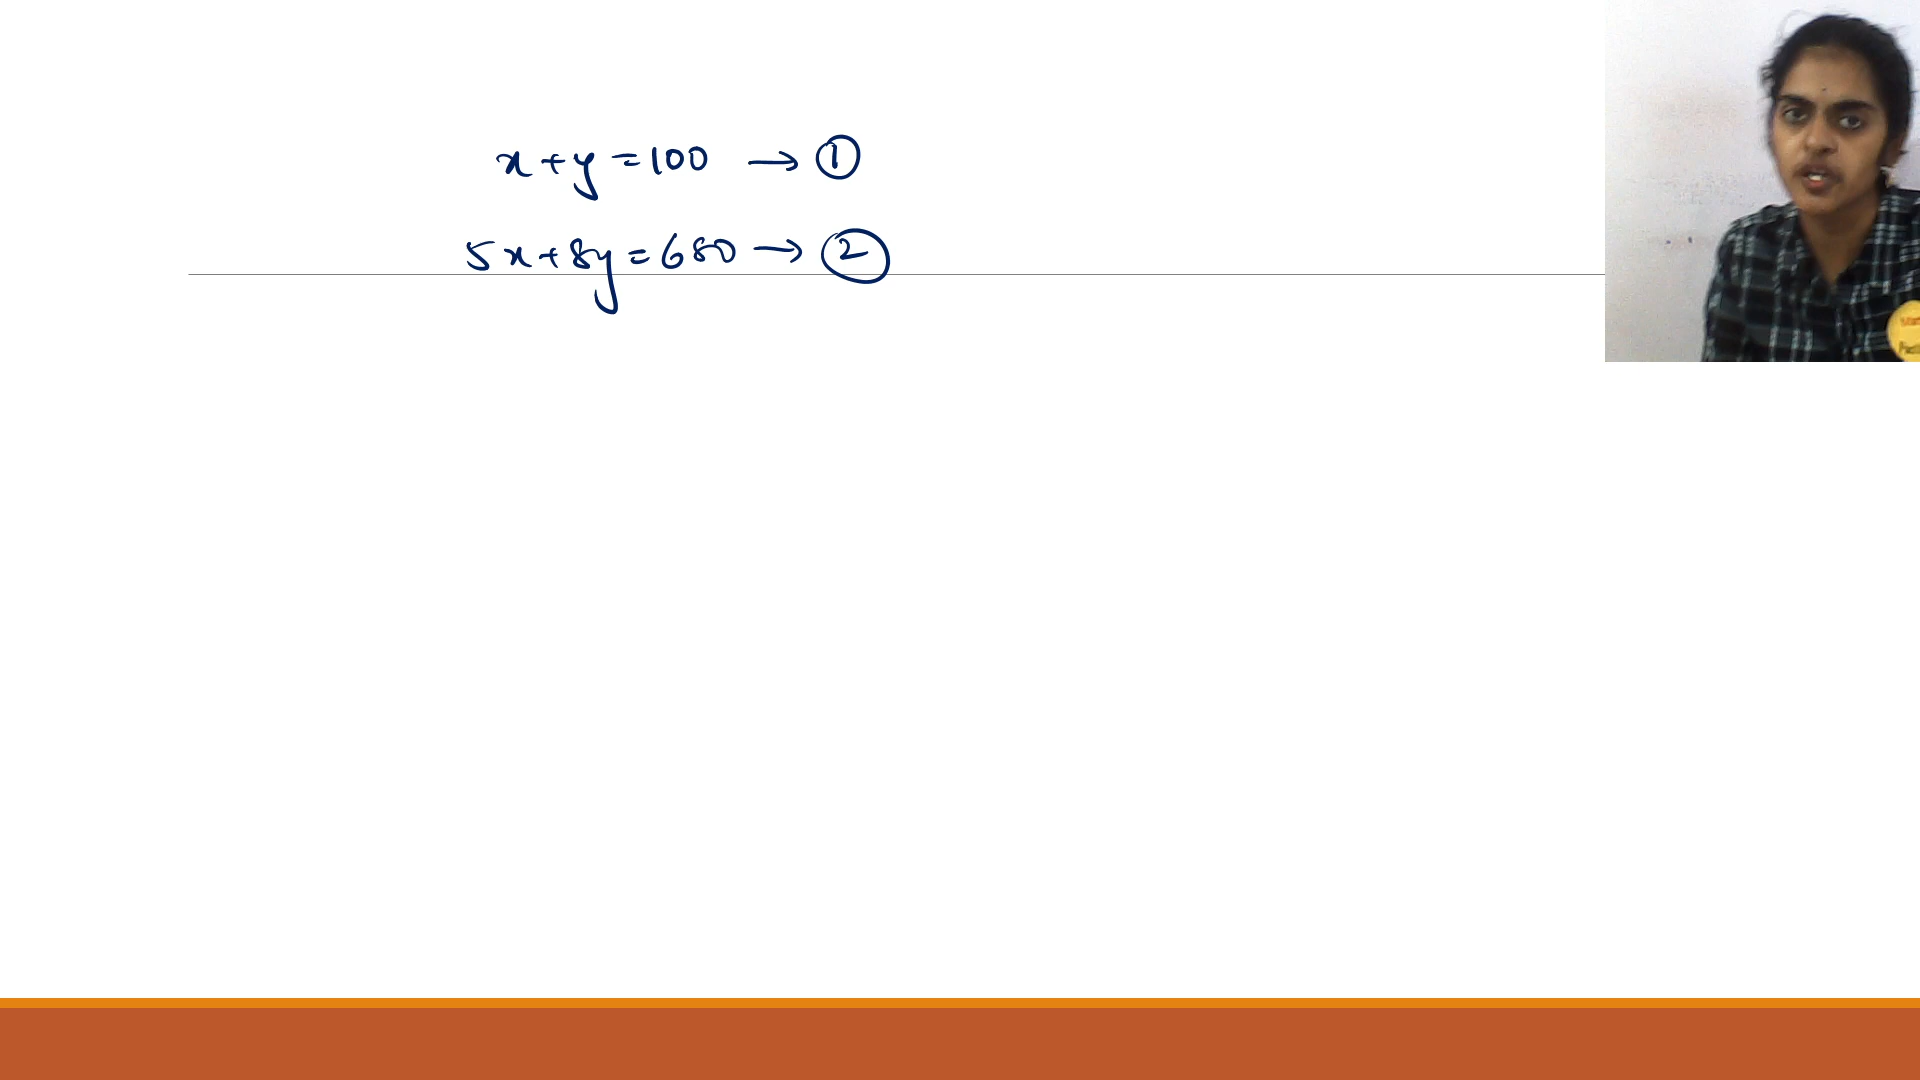 x+y=100 → ①
5x+8y=680 → ②